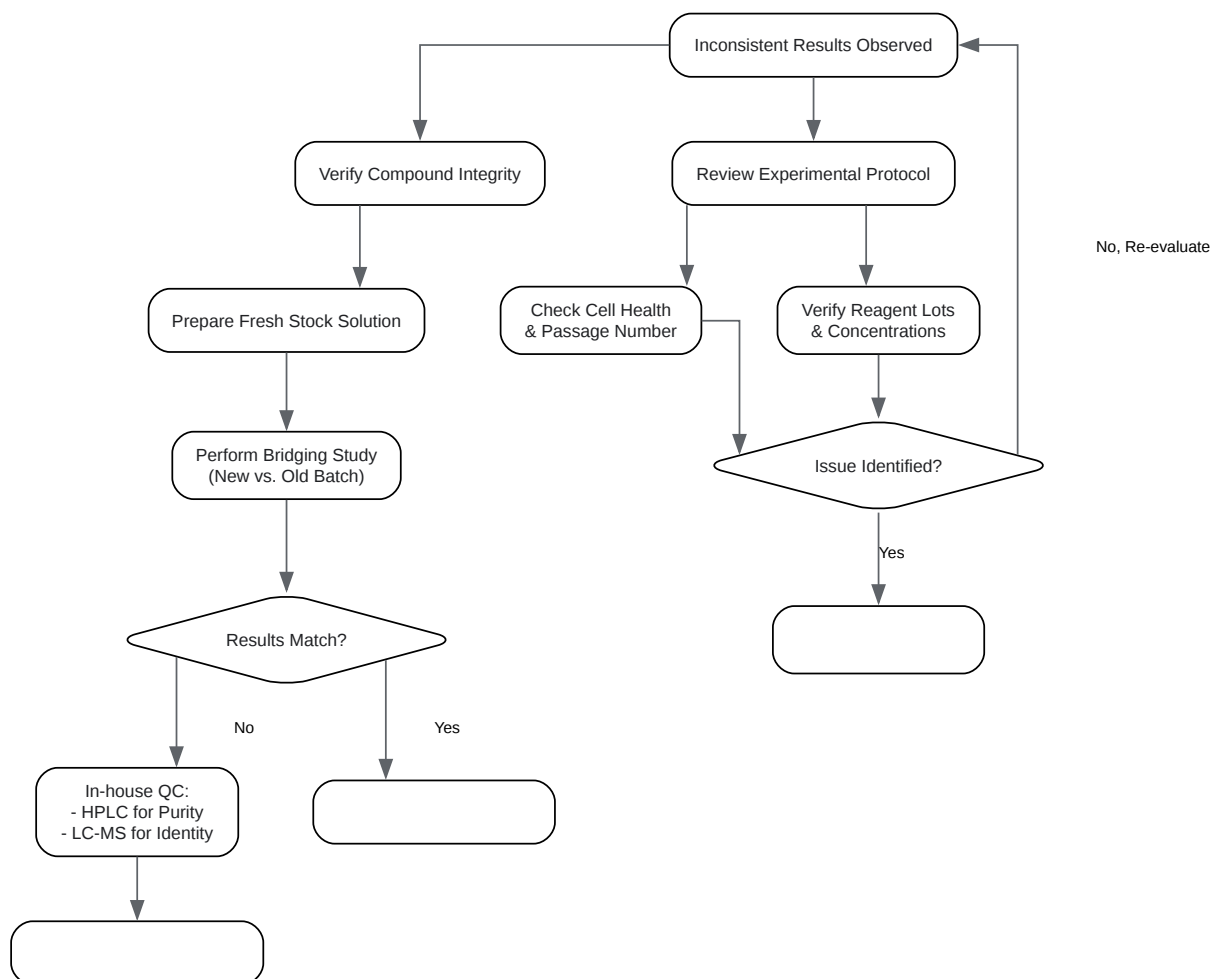 Inconsistent Results Observed
Verify Compound Integrity
Review Experimental Protocol
No, Re-evaluate
Prepare Fresh Stock Solution
Check Cell Health
& Passage Number
Verify Reagent Lots
& Concentrations
Perform Bridging Study
(New vs. Old Batch)
Issue Identified?
Yes
Results Match?
No
Yes
In-house QC:
- HPLC for Purity
- LC-MS for Identity